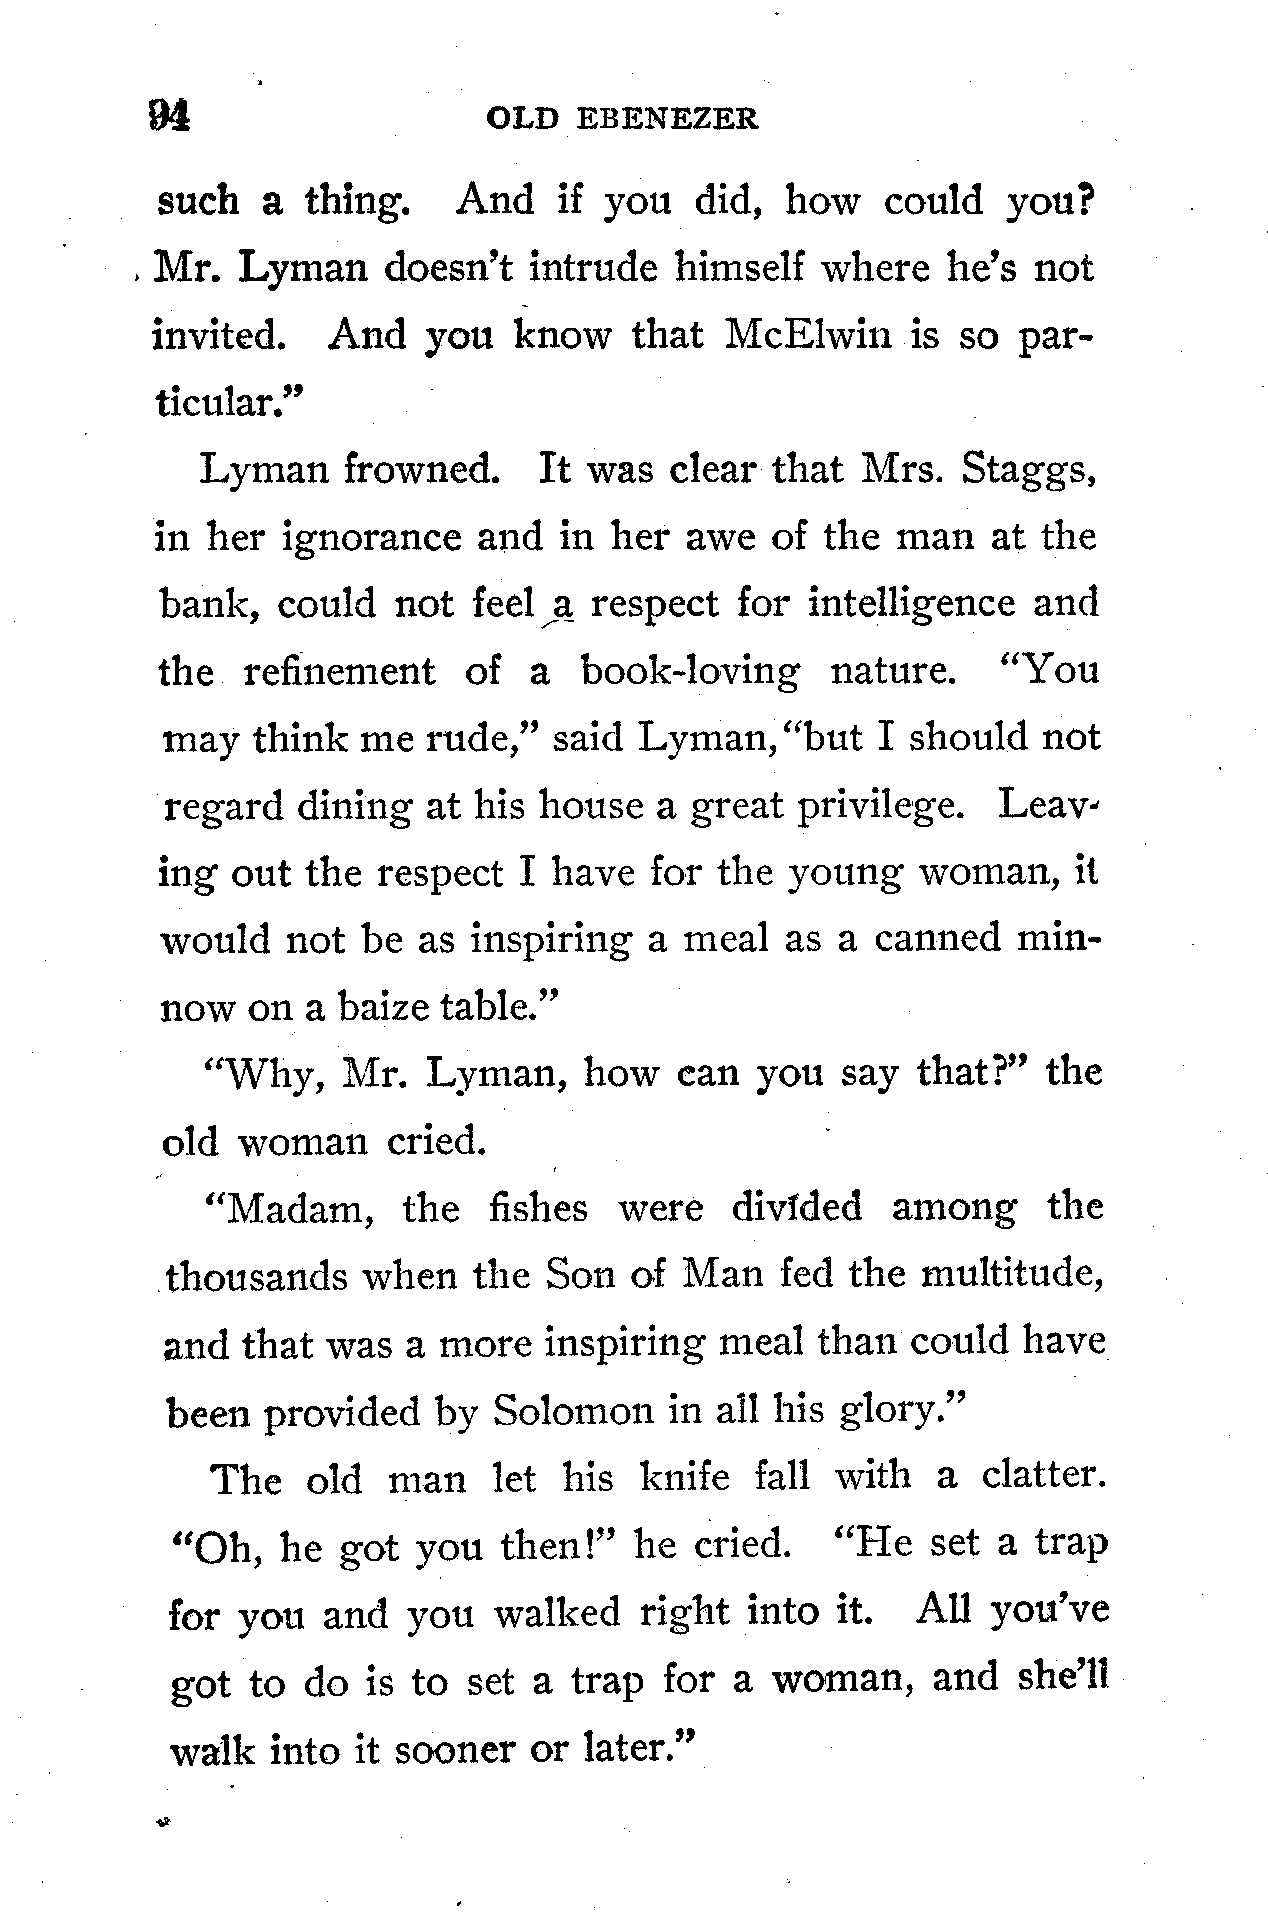 94 OLD EBENEZER
such a thing. And if you did, how could you?
Mr. Lyman doesn't intrude himself where he's not
invited. And you know that McElwin is so par-
ticular.”
Lyman frowned. It was clear that Mrs. Staggs,
in her ignorance and in her awe of the man at the
bank, could not feel a respect for intelligence and
the refinement of a book-loving nature. “You
may think me rude,” said Lyman, “but I should not
regard dining at his house a great privilege. Leav-
ing out the respect I have for the young woman, it
would not be as inspiring a meal as a canned min-
now on a baize table.”
“Why, Mr. Lyman, how can you say that?” the
old woman cried.
“Madam, the fishes were divided among the
thousands when the Son of Man fed the multitude,
and that was a more inspiring meal than could have
been provided by Solomon in all his glory.”
The old man let his knife fall with a clatter.
“Oh, he got you then!” he cried. “He set a trap
for you and you walked right into it. All you've
got to do is to set a trap for a woman, and she'll
walk into it sooner or later.”